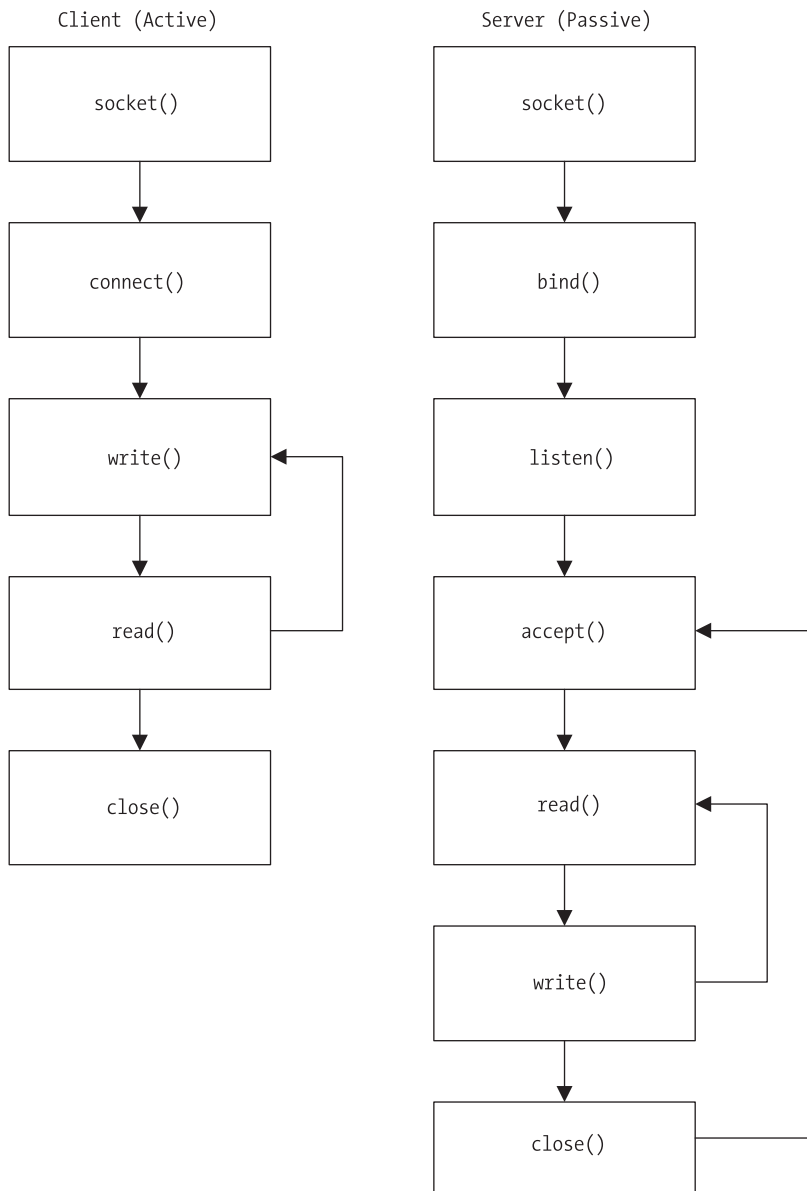 Client (Active)
socket()
connect()
write()
read()
close()
Server (Passive)
socket()
bind()
listen()
accept()
read()
write()
close()